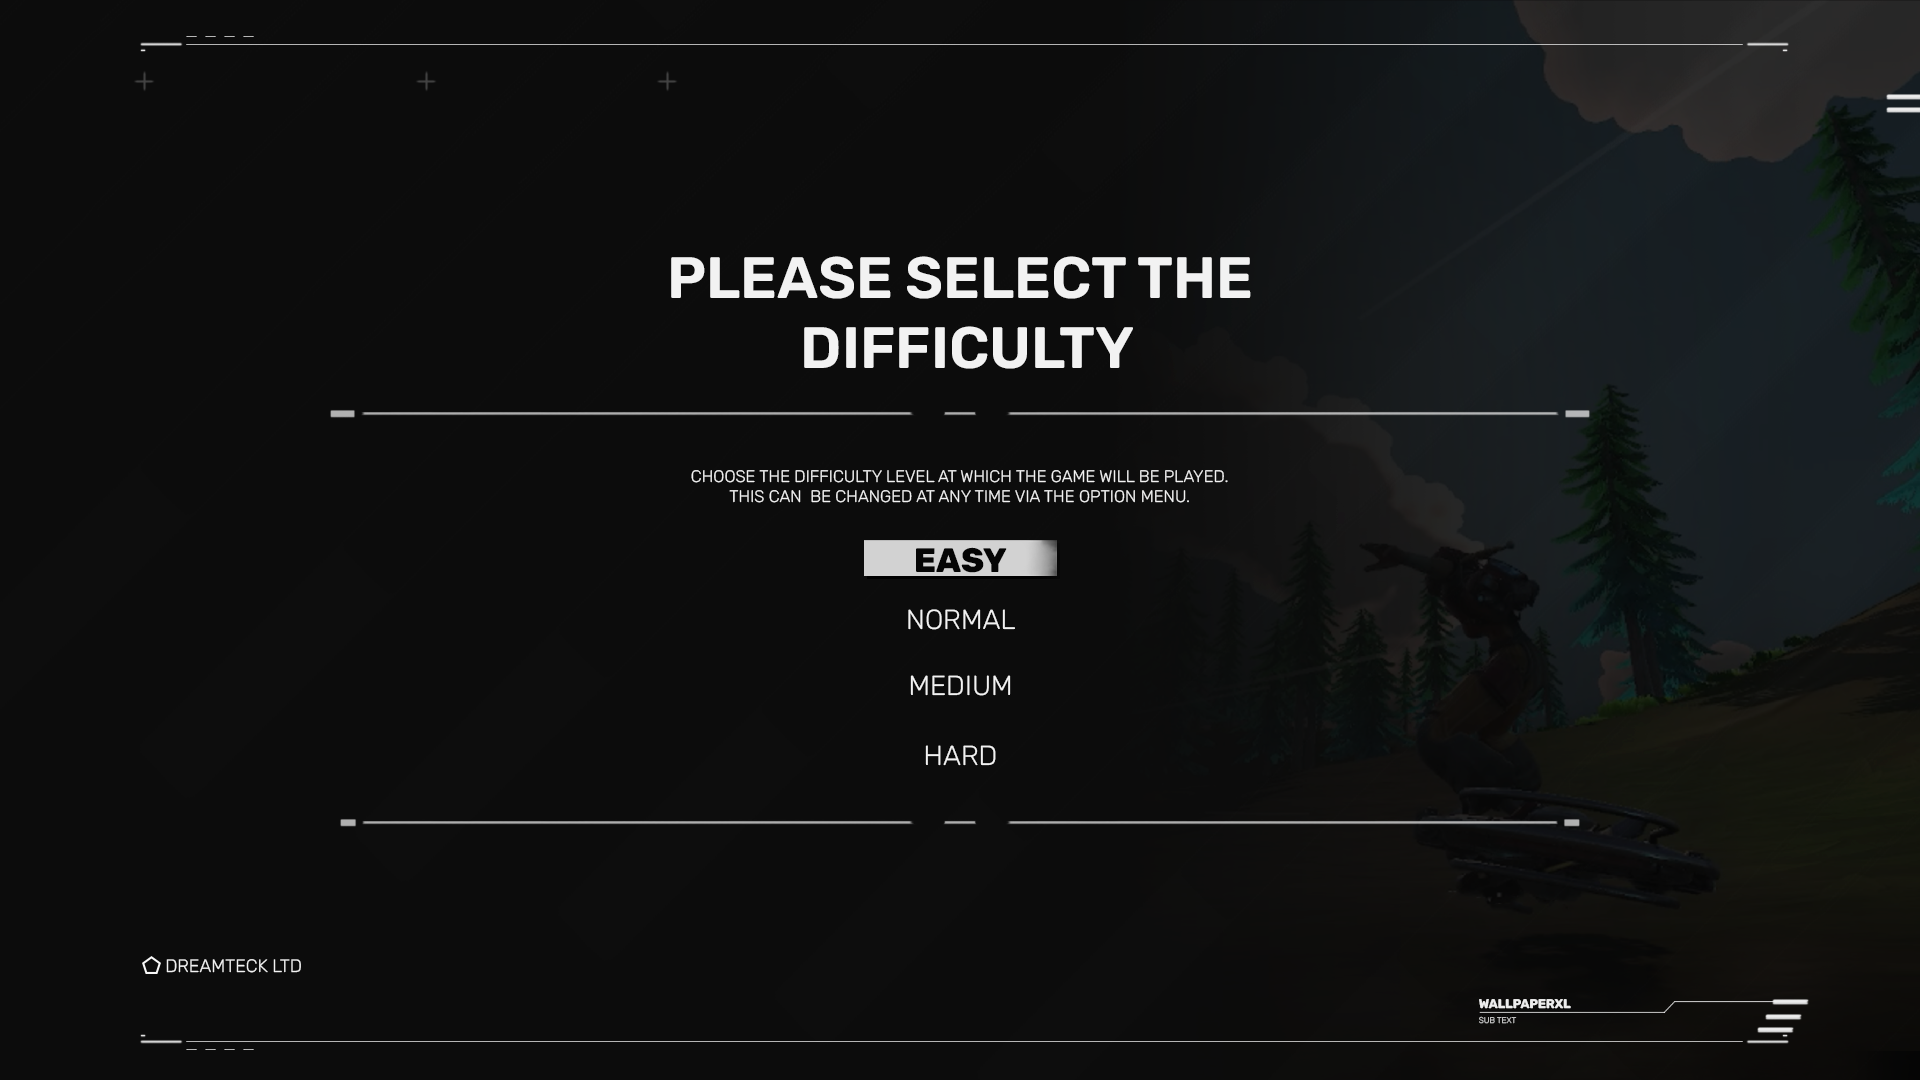 PLEASE SELECT THE
DIFFICULTY
CHOOSE THE DIFFICULTY LEVEL AT WHICH THE GAME WILL BE PLAYED.
THIS CAN  BE CHANGED AT ANY TIME VIA THE OPTION MENU.
EASY
NORMAL
MEDIUM
HARD
DREAMTECK LTD
WALLPAPERXL
SUB TEXT